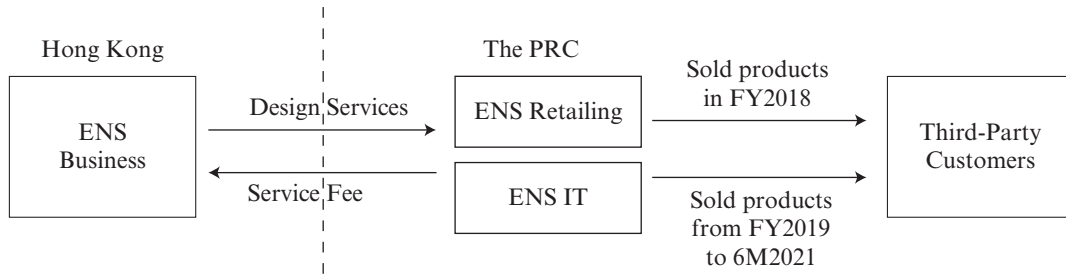 Hong Kong
The PRC
ENS
Business
Design Services
Service Fee
ENS Retailing
ENS IT
Sold products
in FY2018
Sold products
from FY2019
to 6M2021
Third-Party
Customers